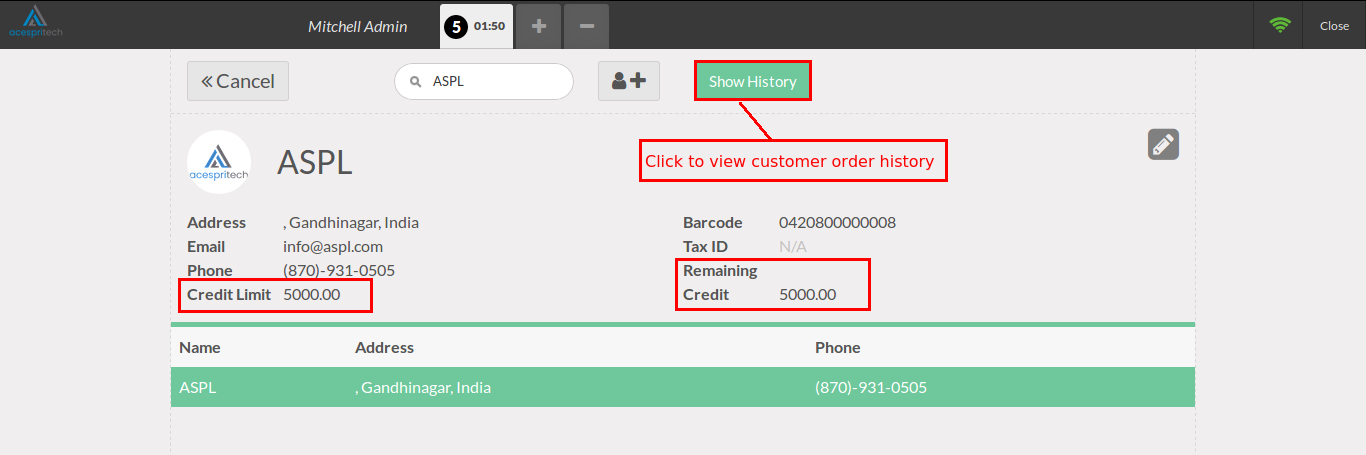 acespritech
Mitchell Admin
5 01:50
Close
Cancel
ASPL
Show History
Click to view customer order history
acespritech
ASPL
Address , Gandhinagar, India
Barcode 0420800000008
Email info@aspl.com
Tax ID N/A
Phone (870)-931-0505
Remaining
Credit Limit 5000.00
Credit 5000.00
Name Address Phone
ASPL , Gandhinagar, India (870)-931-0505